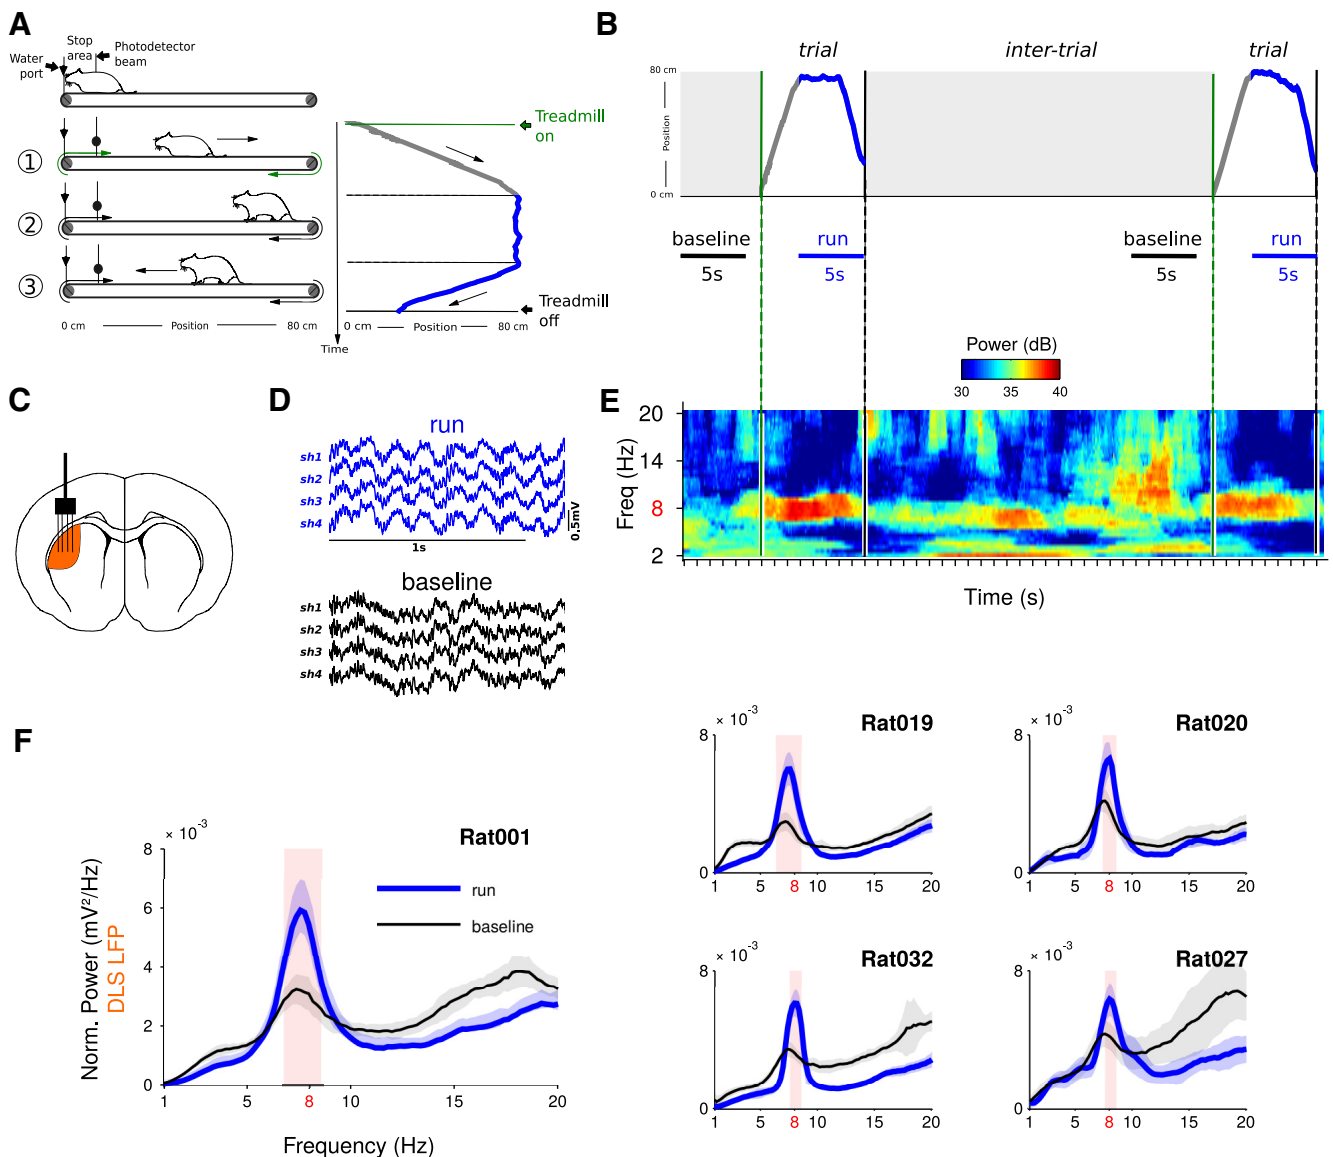 A
Water port
Stop area
Photodetector beam
1
2
3
0 cm
Position
80 cm
Treadmill on
Treadmill off
0 cm
Position
80 cm
Time
B
trial
inter-trial
trial
80 cm
Position
0 cm
baseline
5s
run
5s
baseline
5s
run
5s
C
D
run
sh1
sh2
sh3
sh4
1s
0.5mV
baseline
sh1
sh2
sh3
sh4
E
Power (dB)
30 35 40
Freq (Hz)
20
14
8
2
Time (s)
F
Norm. Power (mV²/Hz)
DLS LFP
× 10⁻³
Rat001
8
6
4
2
0
run
baseline
1 5 8 10 15 20
Frequency (Hz)
× 10⁻³
Rat019
8
0
1 5 8 10 15 20
× 10⁻³
Rat020
8
0
1 5 8 10 15 20
× 10⁻³
Rat032
8
0
1 5 8 10 15 20
× 10⁻³
Rat027
8
0
1 5 8 10 15 20